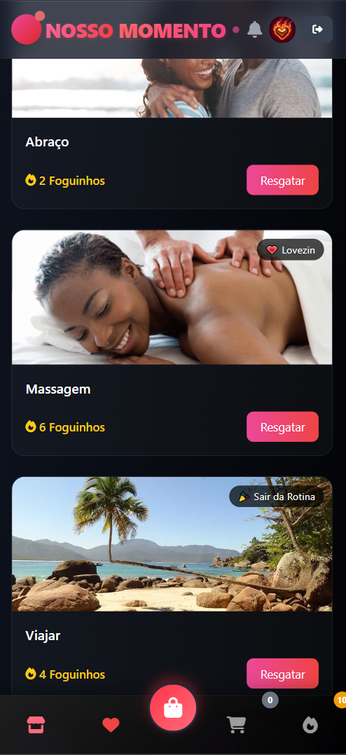 NOSSO MOMENTO
Abraço
2 Foguinhos
Resgatar
Lovezin
Massagem
6 Foguinhos
Resgatar
Sair da Rotina
Viajar
4 Foguinhos
Resgatar
0
10